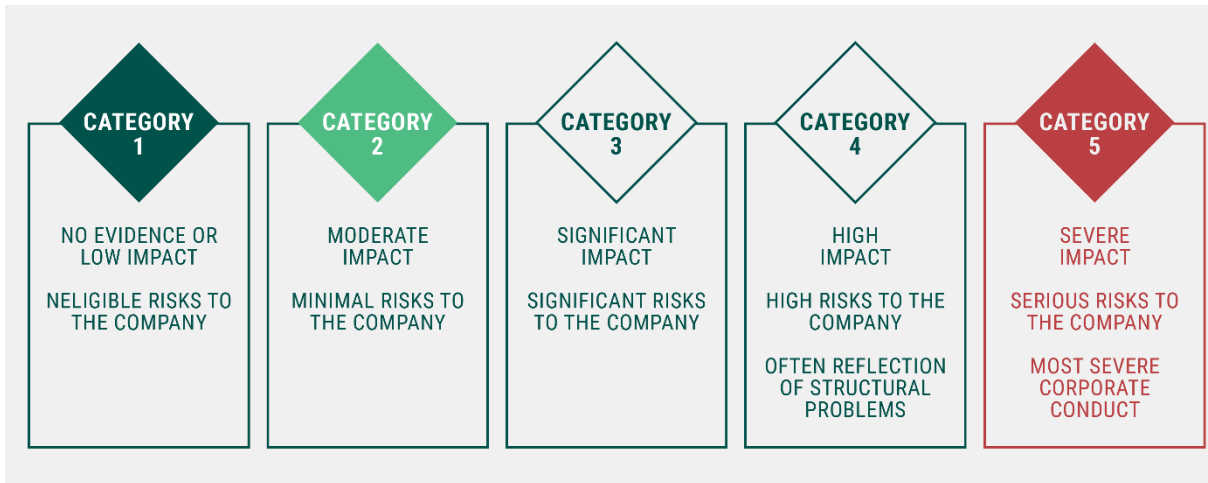 CATEGORY
1
NO EVIDENCE OR
LOW IMPACT
NELIGIBLE RISKS TO
THE COMPANY
CATEGORY
2
MODERATE
IMPACT
MINIMAL RISKS TO
THE COMPANY
CATEGORY
3
SIGNIFICANT
IMPACT
SIGNIFICANT RISKS
TO THE COMPANY
CATEGORY
4
HIGH
IMPACT
HIGH RISKS TO THE
COMPANY
OFTEN REFLECTION
OF STRUCTURAL
PROBLEMS
CATEGORY
5
SEVERE
IMPACT
SERIOUS RISKS TO
THE COMPANY
MOST SEVERE
CORPORATE
CONDUCT